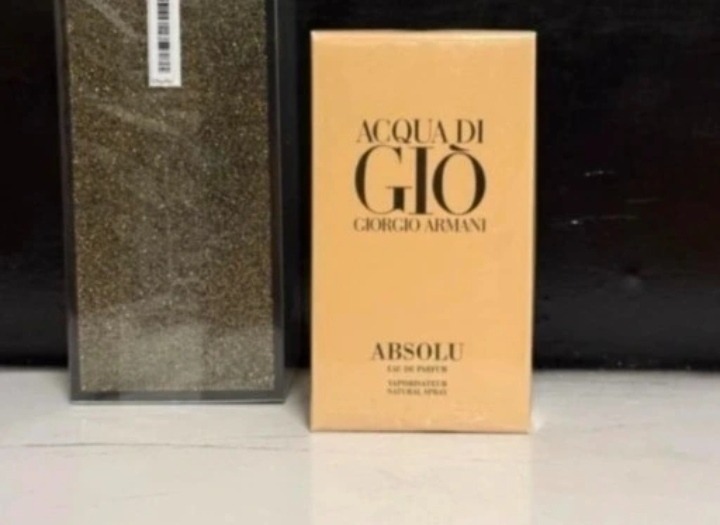 ACQUA DI
GIÒ
GIORGIO ARMANI
ABSOLU
EAU DE PARFUM
VAPORISATEUR
NATURAL SPRAY